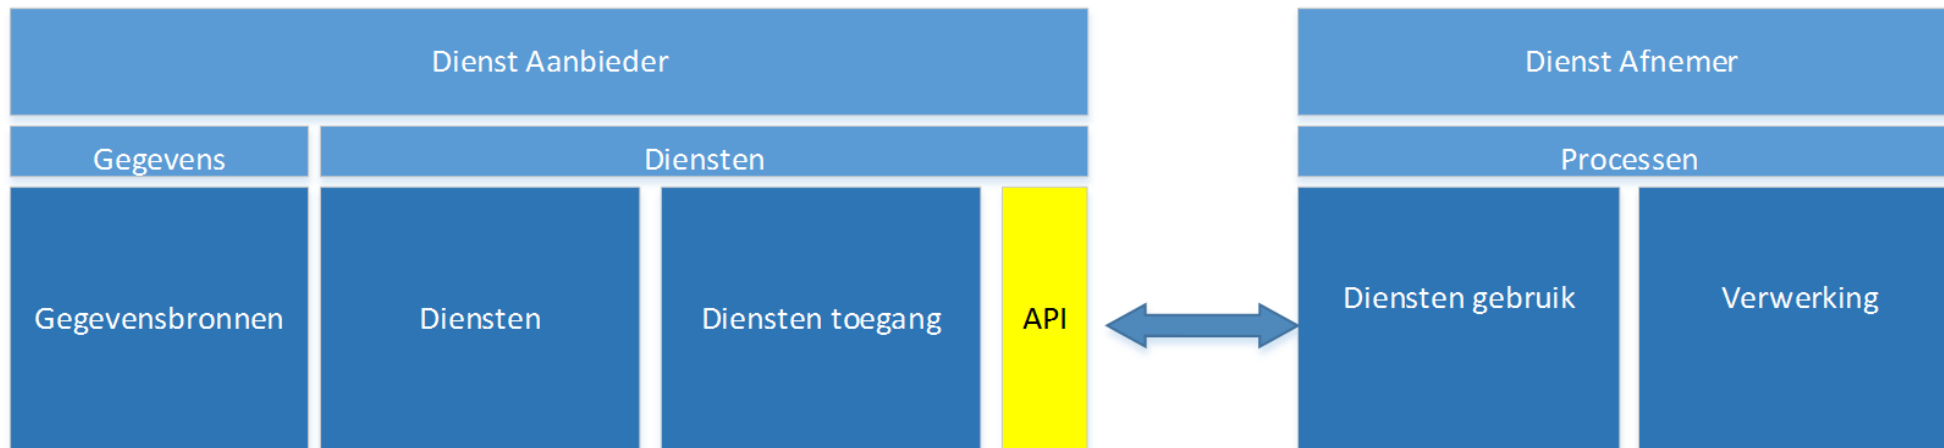 Dienst Aanbieder
Dienst Afnemer
Gegevens
Diensten
Processen
Gegevensbronnen
Diensten
Diensten toegang
API
Diensten gebruik
Verwerking